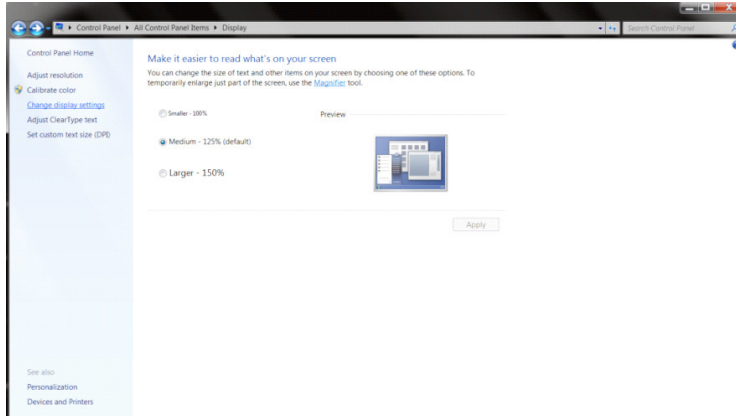 Control Panel ▸ All Control Panel Items ▸ Display
Search Control Panel
Control Panel Home
Adjust resolution
Calibrate color
Change display settings
Adjust ClearType text
Set custom text size (DPI)
See also
Personalization
Devices and Printers
Make it easier to read what's on your screen
You can change the size of text and other items on your screen by choosing one of these options. To
temporarily enlarge just part of the screen, use the Magnifier tool.
Smaller - 100%
Preview
Medium - 125% (default)
Larger - 150%
Apply